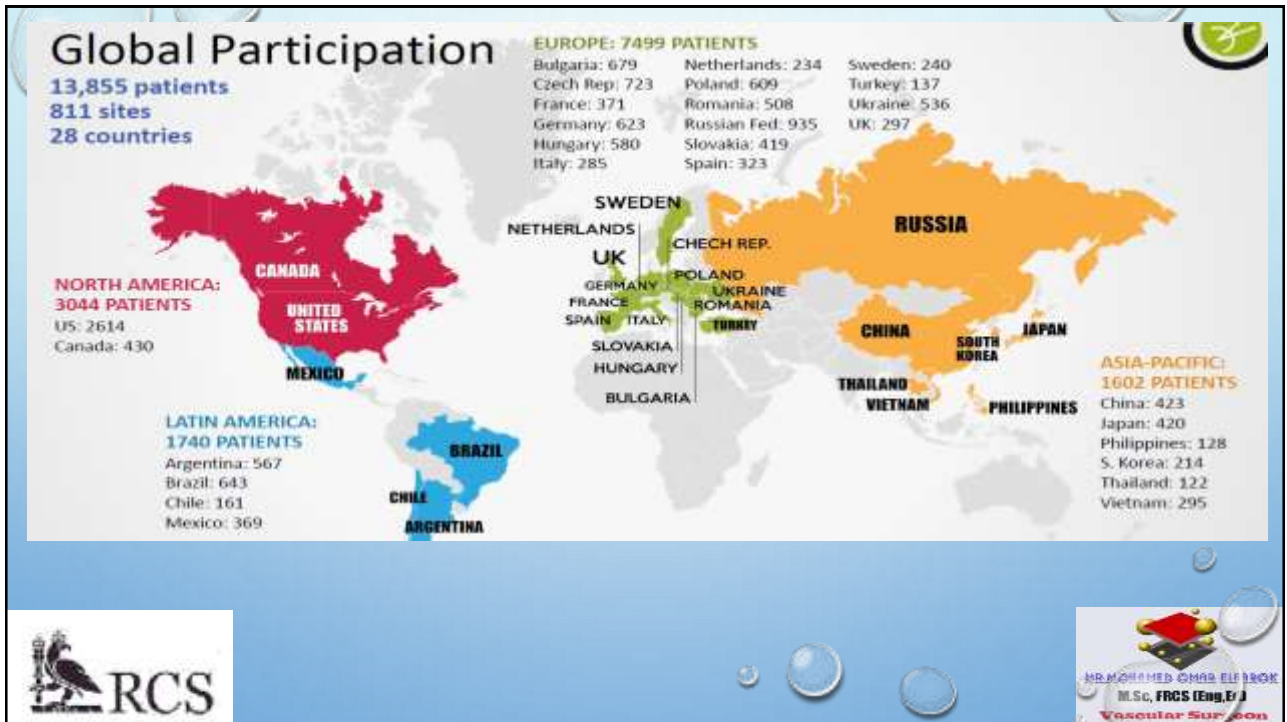 Global Participation
13,855 patients
811 sites
28 countries
EUROPE: 7499 PATIENTS
Bulgaria: 679
Czech Rep: 723
France: 371
Germany: 623
Hungary: 580
Italy: 285
Netherlands: 234
Poland: 609
Romania: 508
Russian Fed: 935
Slovakia: 419
Spain: 323
Sweden: 240
Turkey: 137
Ukraine: 536
UK: 297
NORTH AMERICA:
3044 PATIENTS
US: 2614
Canada: 430
CANADA
UNITED
STATES
MEXICO
LATIN AMERICA:
1740 PATIENTS
Argentina: 567
Brazil: 643
Chile: 161
Mexico: 369
BRAZIL
CHILE
ARGENTINA
SWEDEN
NETHERLANDS
CHECH REP.
UK
POLAND
GERMANY
UKRAINE
FRANCE
ROMANIA
SPAIN
ITALY
TURKEY
SLOVAKIA
HUNGARY
BULGARIA
RUSSIA
CHINA
JAPAN
SOUTH
KOREA
THAILAND
VIETNAM
PHILIPPINES
ASIA-PACIFIC:
1602 PATIENTS
China: 423
Japan: 420
Philippines: 128
S. Korea: 214
Thailand: 122
Vietnam: 295
RCS
MR.MOHAMED OMAR
M.Sc, FRCS (Eng,
Vascular